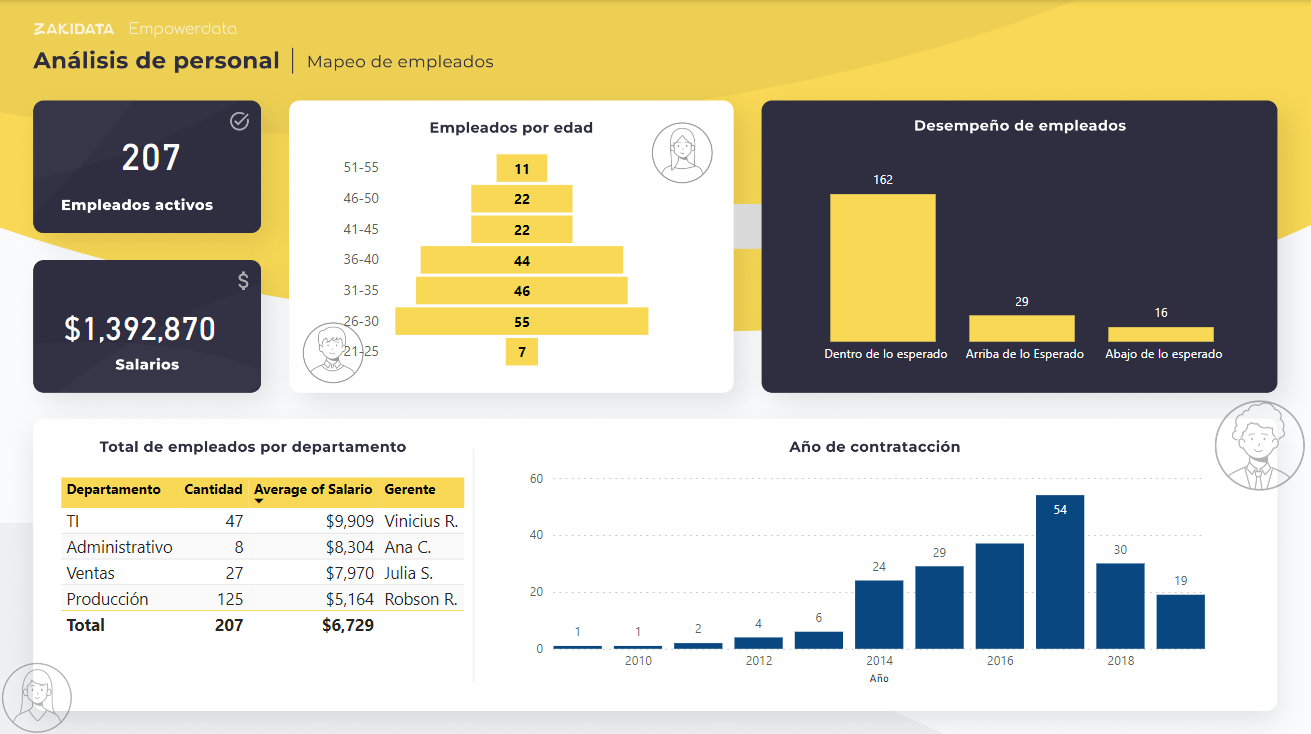 ZAKIDATA Empowerdata
Análisis de personal | Mapeo de empleados
207
Empleados activos
$
$1,392,870
Salarios
Empleados por edad
51-55 11
46-50 22
41-45 22
36-40 44
31-35 46
26-30 55
21-25 7
Desempeño de empleados
162
29
16
Dentro de lo esperado Arriba de lo Esperado Abajo de lo esperado
Total de empleados por departamento
Departamento Cantidad Average of Salario Gerente
TI 47 $9,909 Vinicius R.
Administrativo 8 $8,304 Ana C.
Ventas 27 $7,970 Julia S.
Producción 125 $5,164 Robson R.
Total 207 $6,729
Año de contratacción
60
40
20
0
1 1 2 4 6 24 29 54 30 19
2010 2012 2014 2016 2018
Año